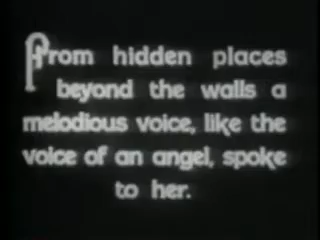 From hidden places
beyond the walls a
melodious voice, like the
voice of an angel, spoke
to her.